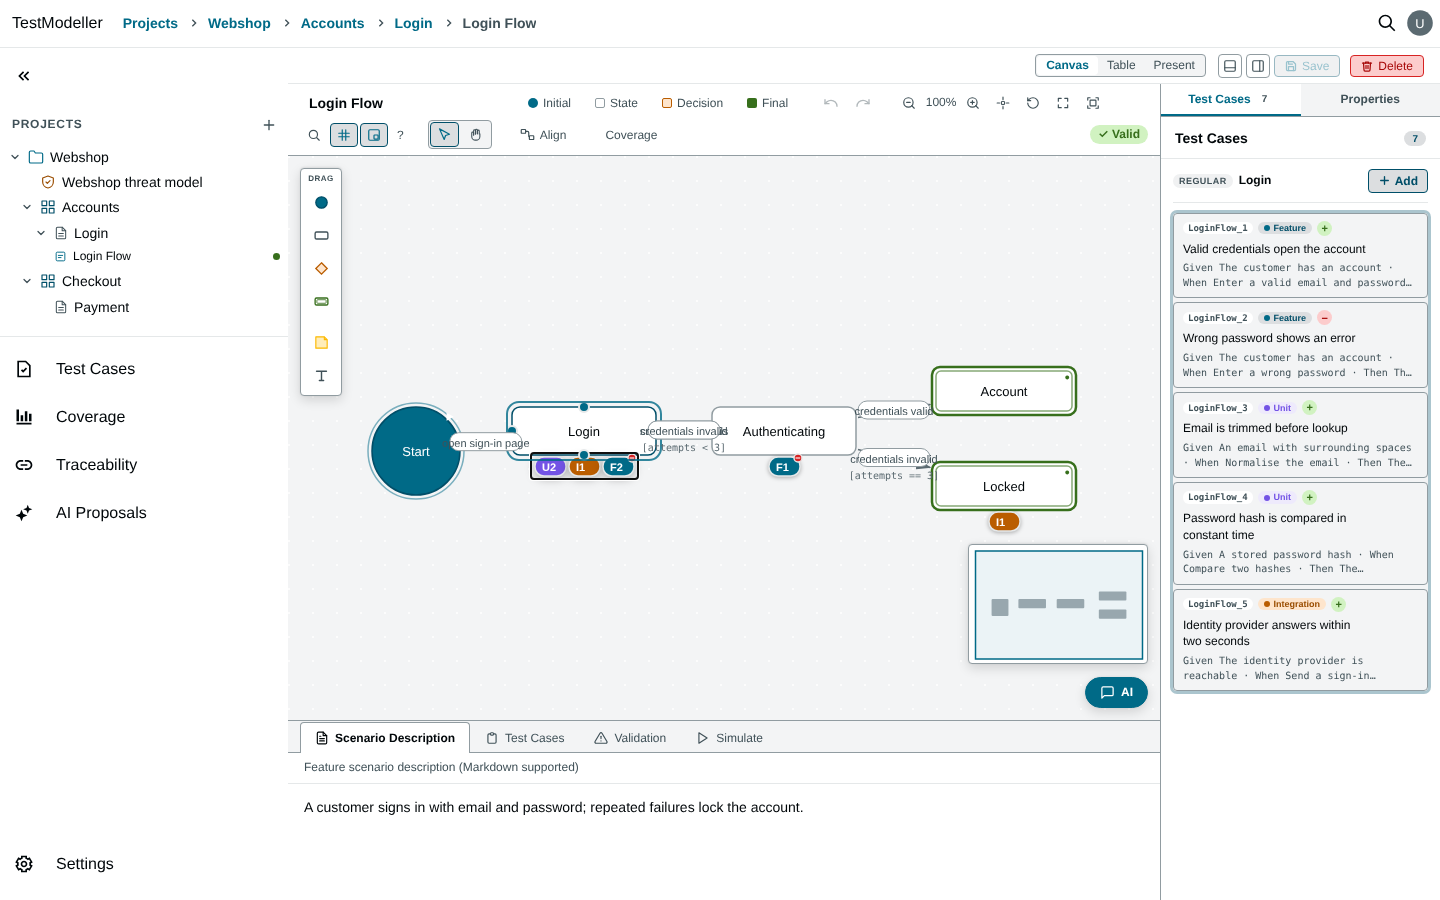 TestModeller
Projects
Webshop
Accounts
Login
Login Flow
U
Canvas
Table
Present
Save
Delete
PROJECTS
Webshop
Webshop threat model
Accounts
Login
Login Flow
Checkout
Payment
Test Cases
Coverage
Traceability
AI Proposals
Settings
Login Flow
Initial
State
Decision
Final
100%
?
Align
Coverage
Valid
DRAG
Start
open sign-in page
Login
U2
I1
F2
credentials invalid
[attempts < 3]
Authenticating
F1
credentials valid
credentials invalid
[attempts == 3]
Account
Locked
I1
AI
Scenario Description
Test Cases
Validation
Simulate
Feature scenario description (Markdown supported)
A customer signs in with email and password; repeated failures lock the account.
Test Cases 7
Properties
Test Cases
7
REGULAR Login
Add
LoginFlow_1 Feature +
Valid credentials open the account
Given The customer has an account ·
When Enter a valid email and password…
LoginFlow_2 Feature −
Wrong password shows an error
Given The customer has an account ·
When Enter a wrong password · Then Th…
LoginFlow_3 Unit +
Email is trimmed before lookup
Given An email with surrounding spaces
· When Normalise the email · Then The…
LoginFlow_4 Unit +
Password hash is compared in
constant time
Given A stored password hash · When
Compare two hashes · Then The…
LoginFlow_5 Integration +
Identity provider answers within
two seconds
Given The identity provider is
reachable · When Send a sign-in…